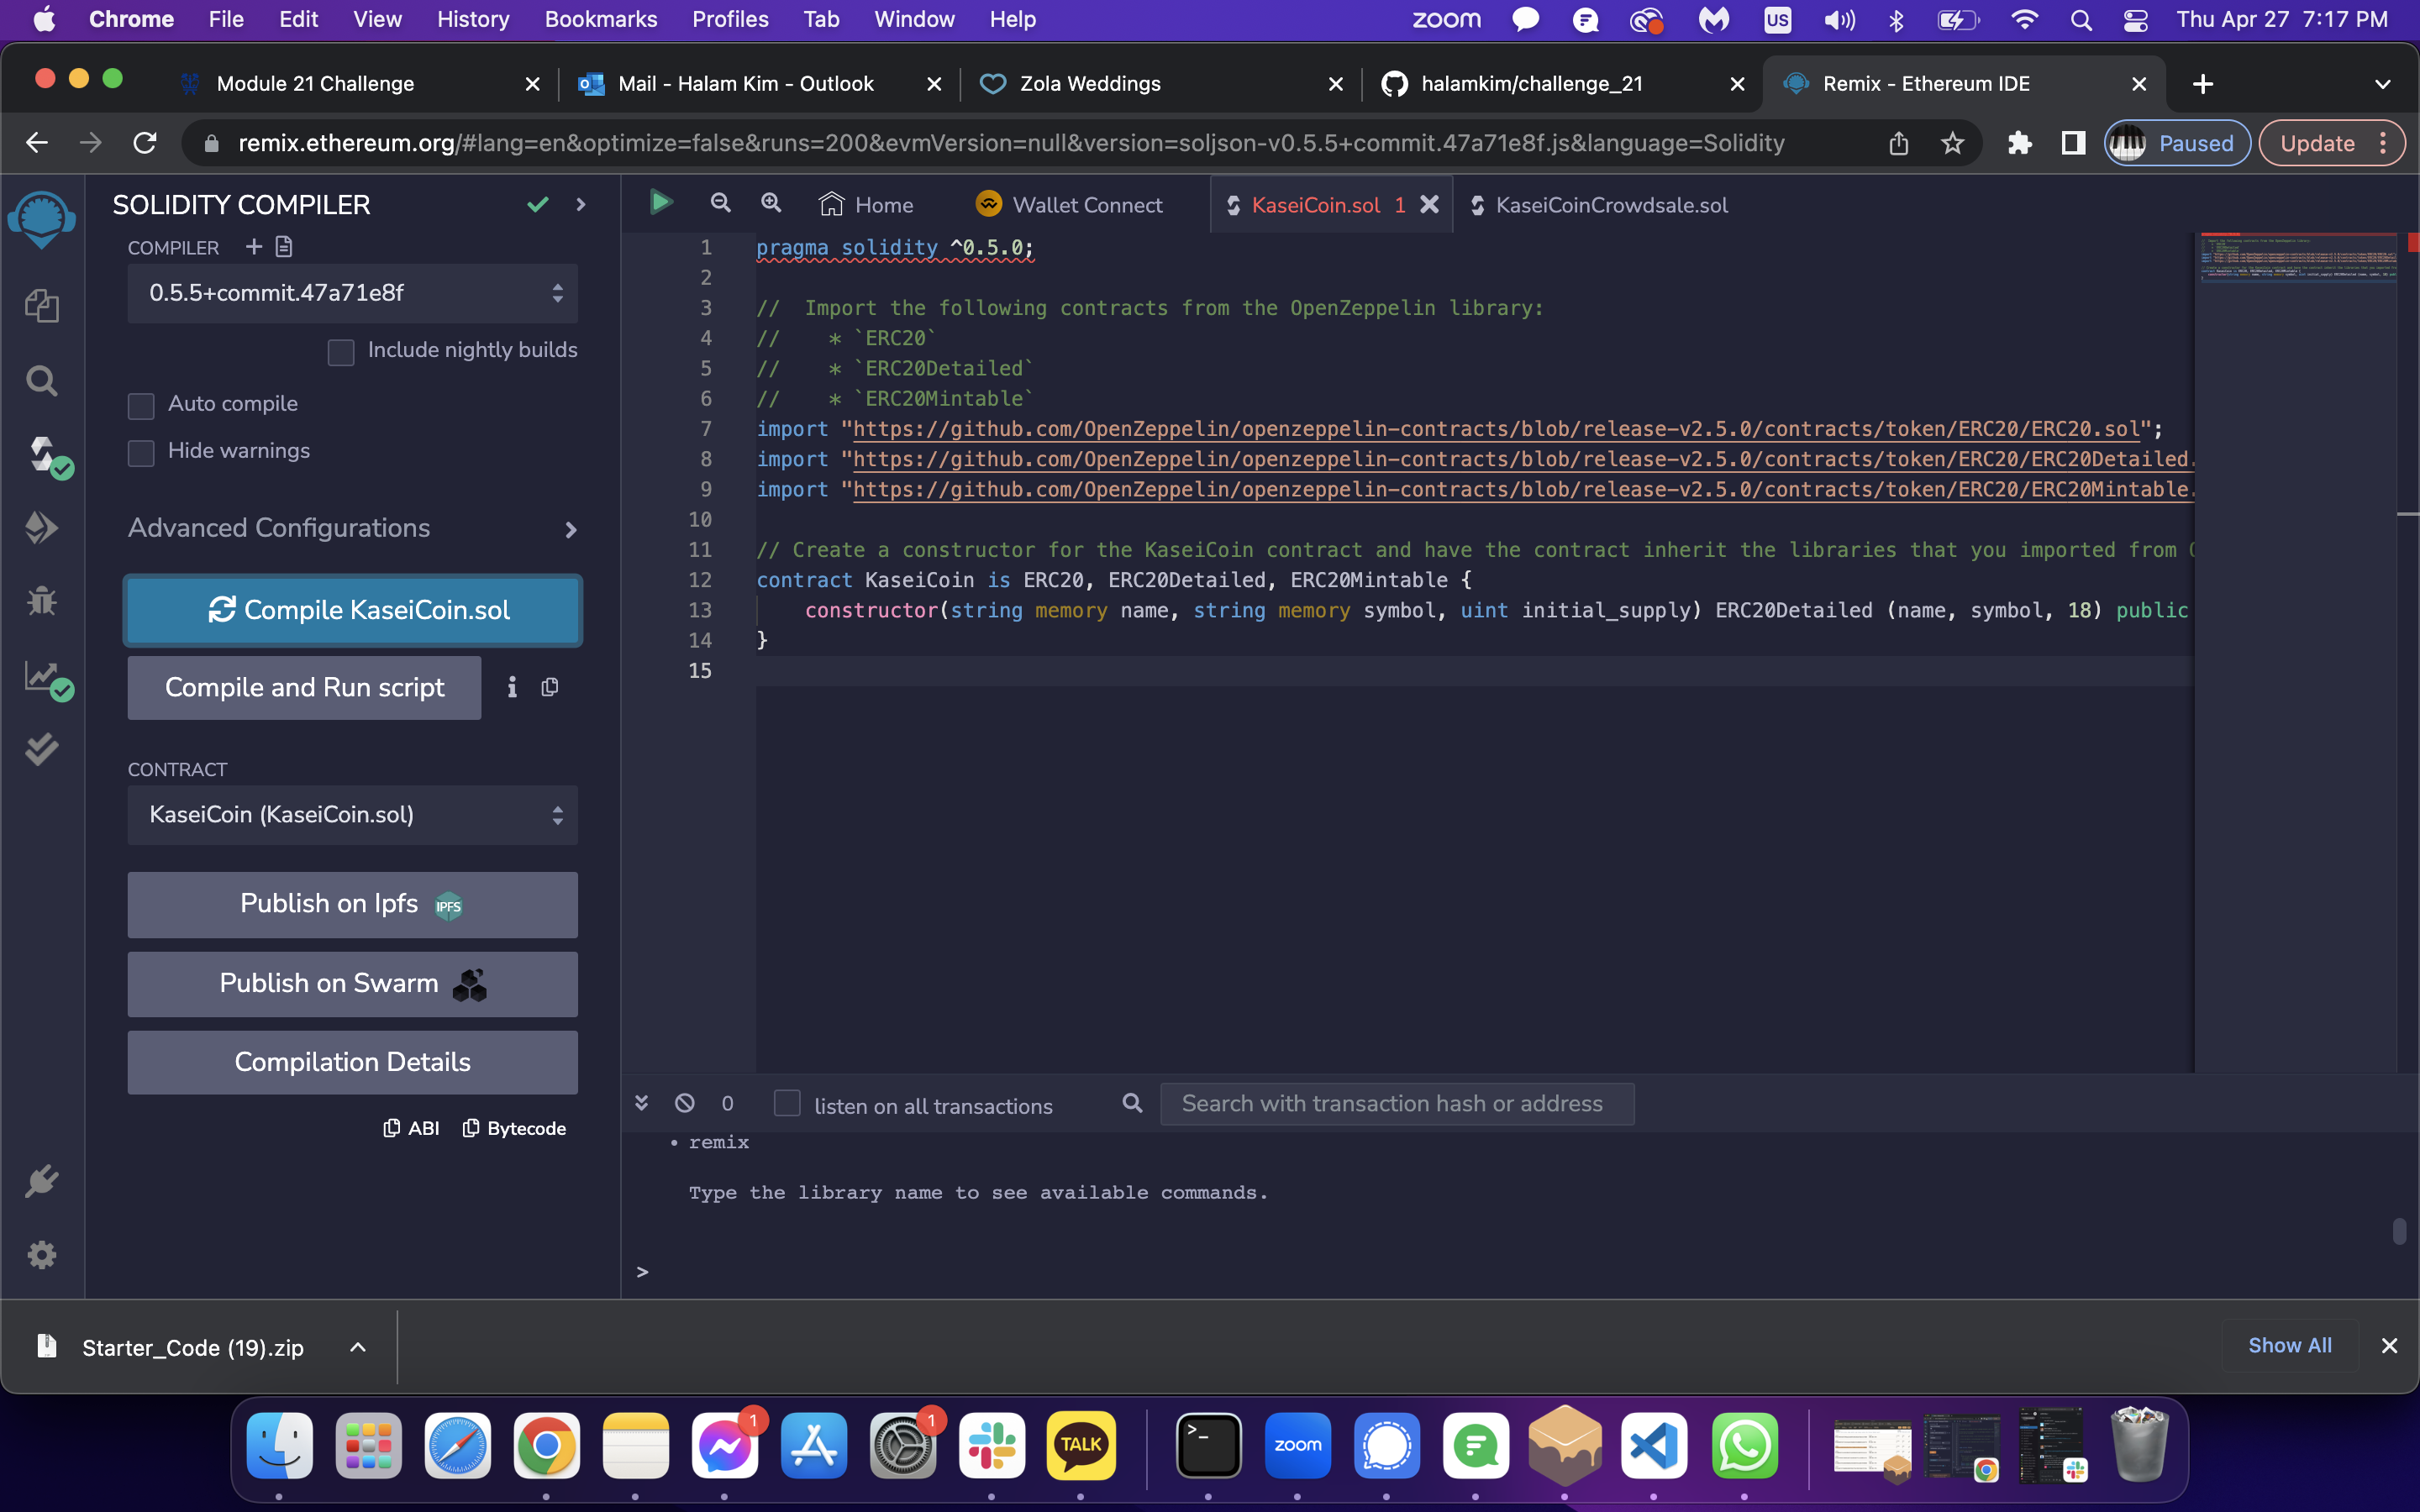 Chrome File Edit View History Bookmarks Profiles Tab Window Help zoom US Thu Apr 27 7:17 PM
Module 21 Challenge Mail - Halam Kim - Outlook Zola Weddings halamkim/challenge_21 Remix - Ethereum IDE
remix.ethereum.org/#lang=en&optimize=false&runs=200&evmVersion=null&version=soljson-v0.5.5+commit.47a71e8f.js&language=Solidity Paused Update
SOLIDITY COMPILER
COMPILER
0.5.5+commit.47a71e8f
Include nightly builds
Auto compile
Hide warnings
Advanced Configurations
Compile KaseiCoin.sol
Compile and Run script
CONTRACT
KaseiCoin (KaseiCoin.sol)
Publish on Ipfs IPFS
Publish on Swarm
Compilation Details
ABI Bytecode
Home Wallet Connect KaseiCoin.sol 1 KaseiCoinCrowdsale.sol
1 pragma solidity ^0.5.0;
2
3 //  Import the following contracts from the OpenZeppelin library:
4 //    * `ERC20`
5 //    * `ERC20Detailed`
6 //    * `ERC20Mintable`
7 import "https://github.com/OpenZeppelin/openzeppelin-contracts/blob/release-v2.5.0/contracts/token/ERC20/ERC20.sol";
8 import "https://github.com/OpenZeppelin/openzeppelin-contracts/blob/release-v2.5.0/contracts/token/ERC20/ERC20Detailed.
9 import "https://github.com/OpenZeppelin/openzeppelin-contracts/blob/release-v2.5.0/contracts/token/ERC20/ERC20Mintable.
10
11 // Create a constructor for the KaseiCoin contract and have the contract inherit the libraries that you imported from
12 contract KaseiCoin is ERC20, ERC20Detailed, ERC20Mintable {
13     constructor(string memory name, string memory symbol, uint initial_supply) ERC20Detailed (name, symbol, 18) public
14 }
15
0 listen on all transactions Search with transaction hash or address
• remix
Type the library name to see available commands.
>
Starter_Code (19).zip Show All
1 1 TALK >_ zoom